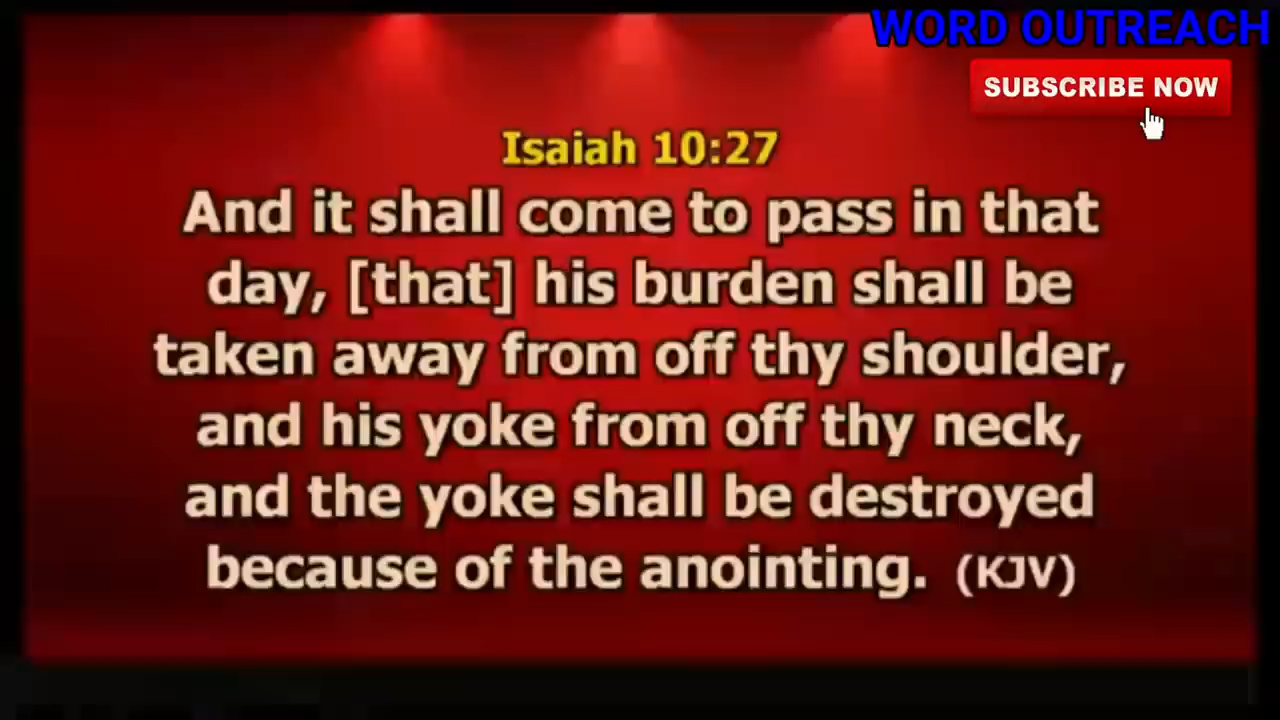 WORD OUTREACH
SUBSCRIBE NOW
Isaiah 10:27
And it shall come to pass in that
day, [that] his burden shall be
taken away from off thy shoulder,
and his yoke from off thy neck,
and the yoke shall be destroyed
because of the anointing. (KJV)